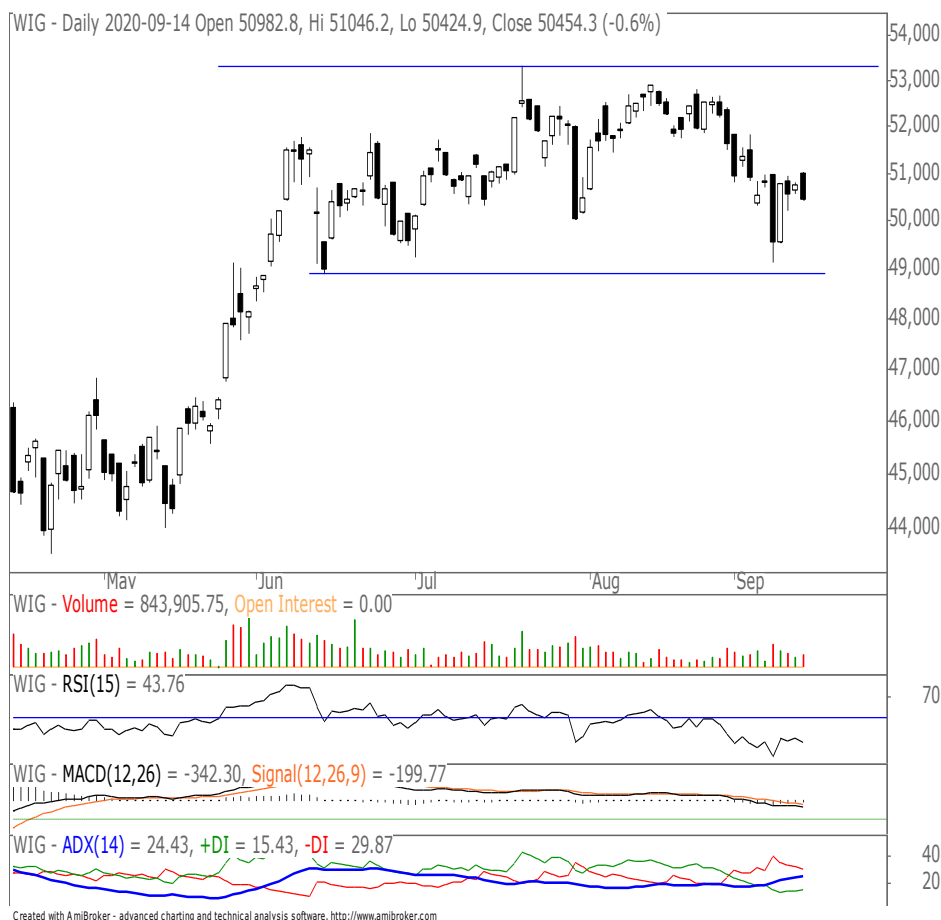 WIG - Daily 2020-09-14 Open 50982.8, Hi 51046.2, Lo 50424.9, Close 50454.3 (-0.6%)
54,000
53,000
52,000
51,000
50,000
49,000
48,000
47,000
46,000
45,000
44,000
May Jun Jul Aug Sep
WIG - Volume = 843,905.75, Open Interest = 0.00
WIG - RSI(15) = 43.76
70
WIG - MACD(12,26) = -342.30, Signal(12,26,9) = -199.77
WIG - ADX(14) = 24.43, +DI = 15.43, -DI = 29.87
40
20
Created with AmiBroker - advanced charting and technical analysis software. http://www.amibroker.com